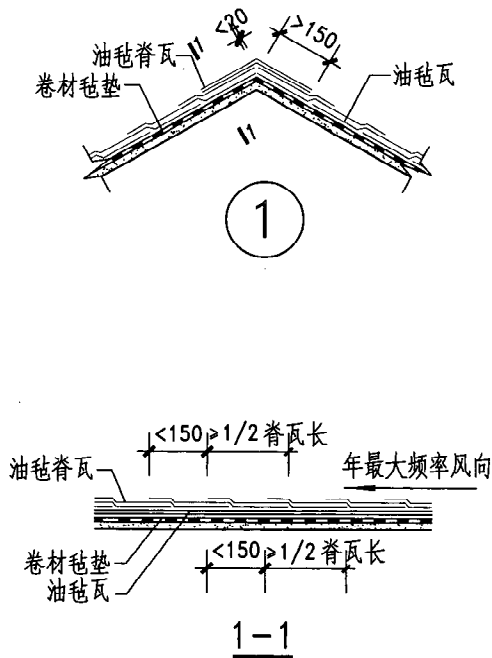 <20
>150
1
油毡脊瓦
油毡瓦
卷材毡垫
1
1
<150 ≥1/2 脊瓦长
油毡脊瓦
年最大频率风向
卷材毡垫
<150 ≥1/2 脊瓦长
油毡瓦
1-1